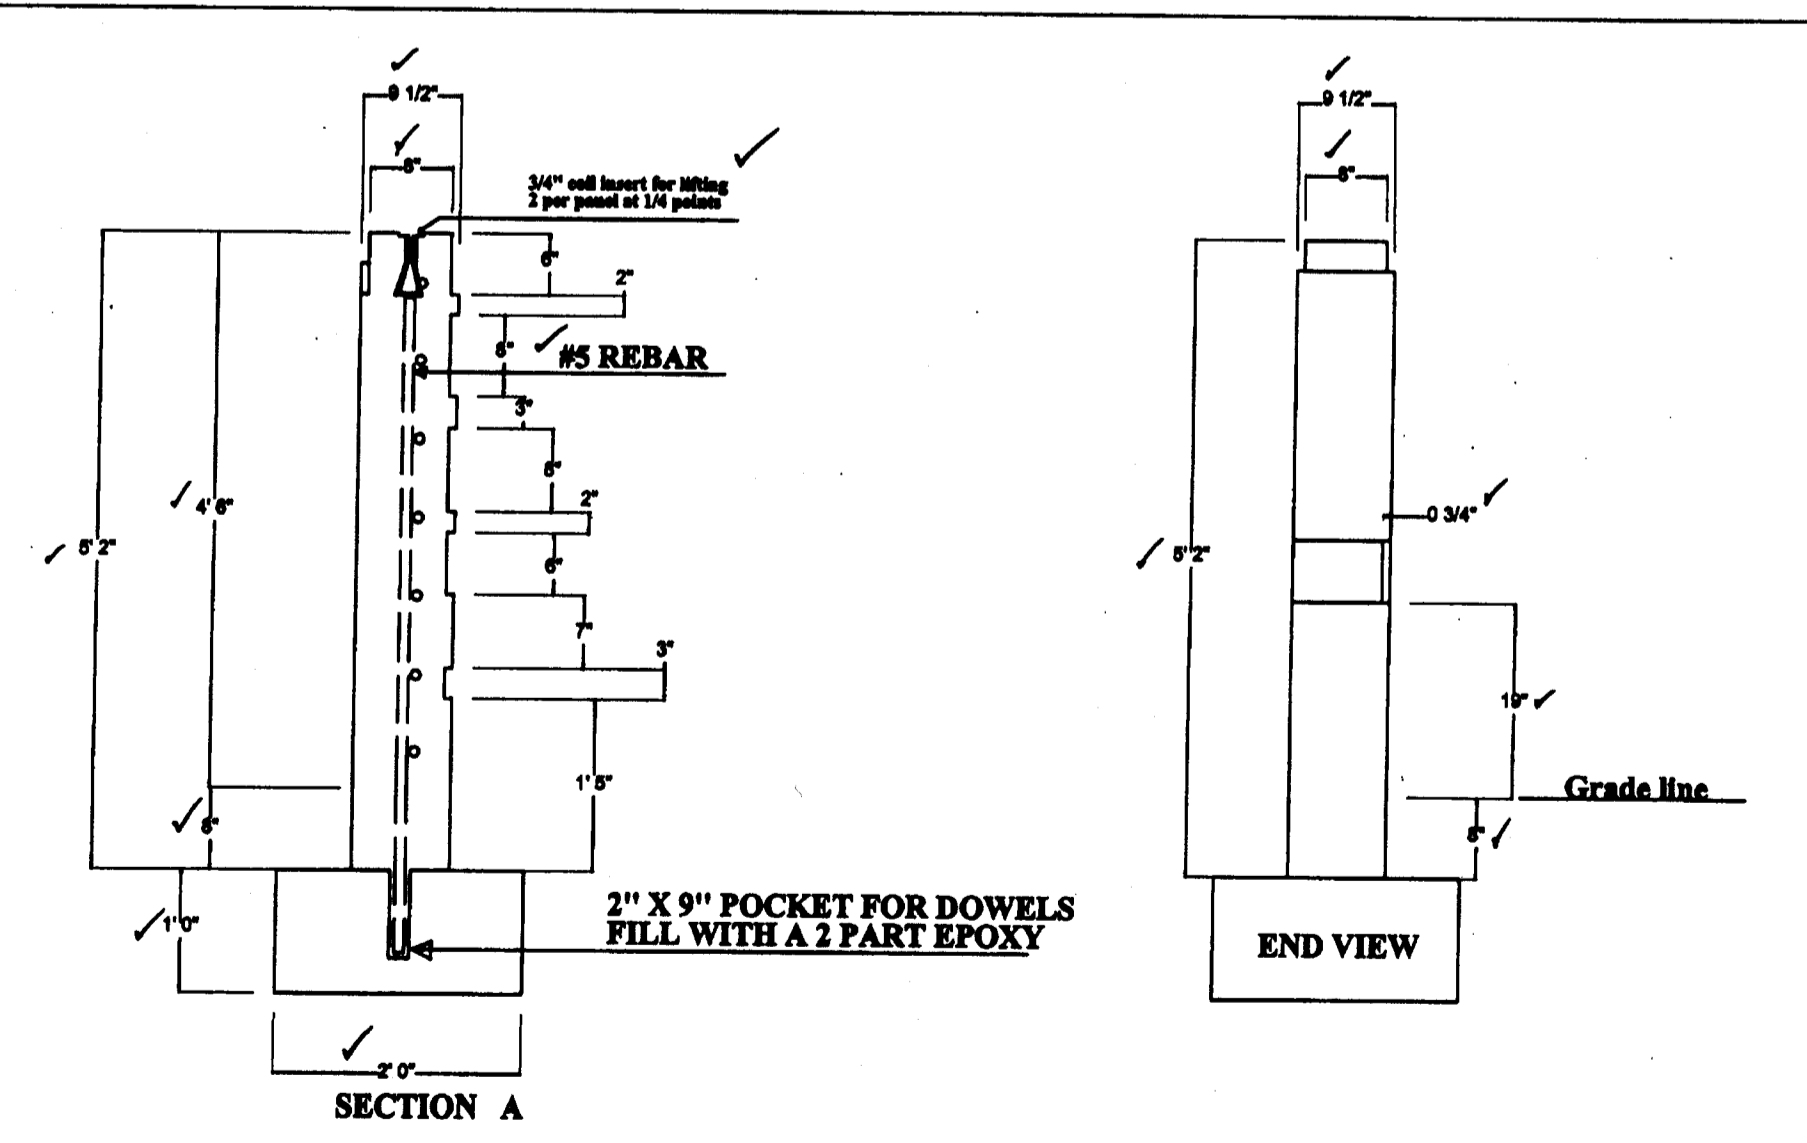 9 1/2"
8"
3/4" coil insert for lifting
2 per panel at 1/4 points
6"
2"
8"
#5 REBAR
3"
8"
2"
6"
7"
3"
1' 5"
4' 6"
5' 2"
8"
1' 0"
2" X 9" POCKET FOR DOWELS
FILL WITH A 2 PART EPOXY
2' 0"
SECTION A
9 1/2"
8"
0 3/4"
5' 2"
19"
Grade line
8"
END VIEW